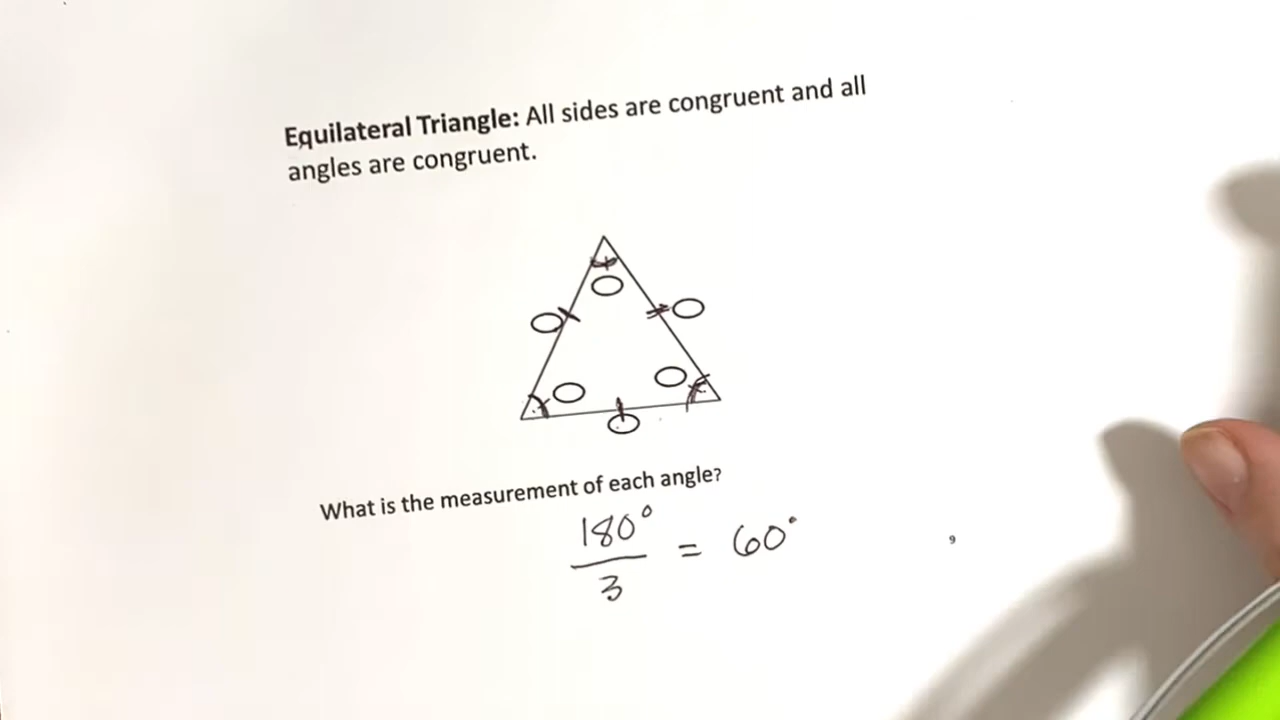 Equilateral Triangle: All sides are congruent and all
angles are congruent.
What is the measurement of each angle?
180°
3
= 60°
9